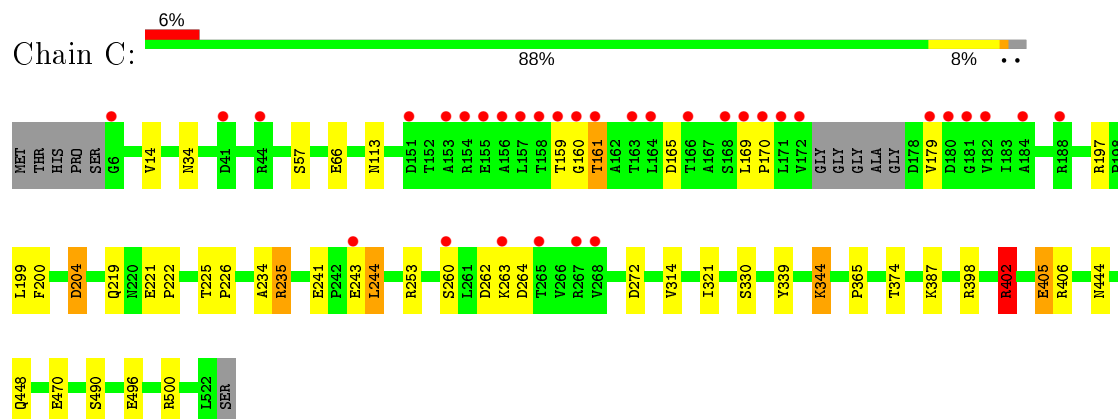 6%
Chain C:
88%
8%
MET THR HIS PRO SER G6 V14 N34 D41 R44 S57 E66 N113 D151 T152 A153 R154 E155 A156 L157 T158 T159 G160 T161 A162 T163 L164 D165 T166 A167 S168 L169 P170 L171 V172 GLY GLY GLY ALA GLY D178 V179 D180 G181 V182 I183 A184 R188 R197 P198
L199 F200 D204 Q219 N220 E221 P222 T225 P226 A234 R235 E241 P242 E243 L244 R253 S260 L261 D262 K263 D264 T265 V266 R267 V268 D272 V314 I321 S330 Y339 K344 P365 T374 K387 R398 R402 E405 R406 N444
Q448 E470 S490 E496 R500 L522 SER